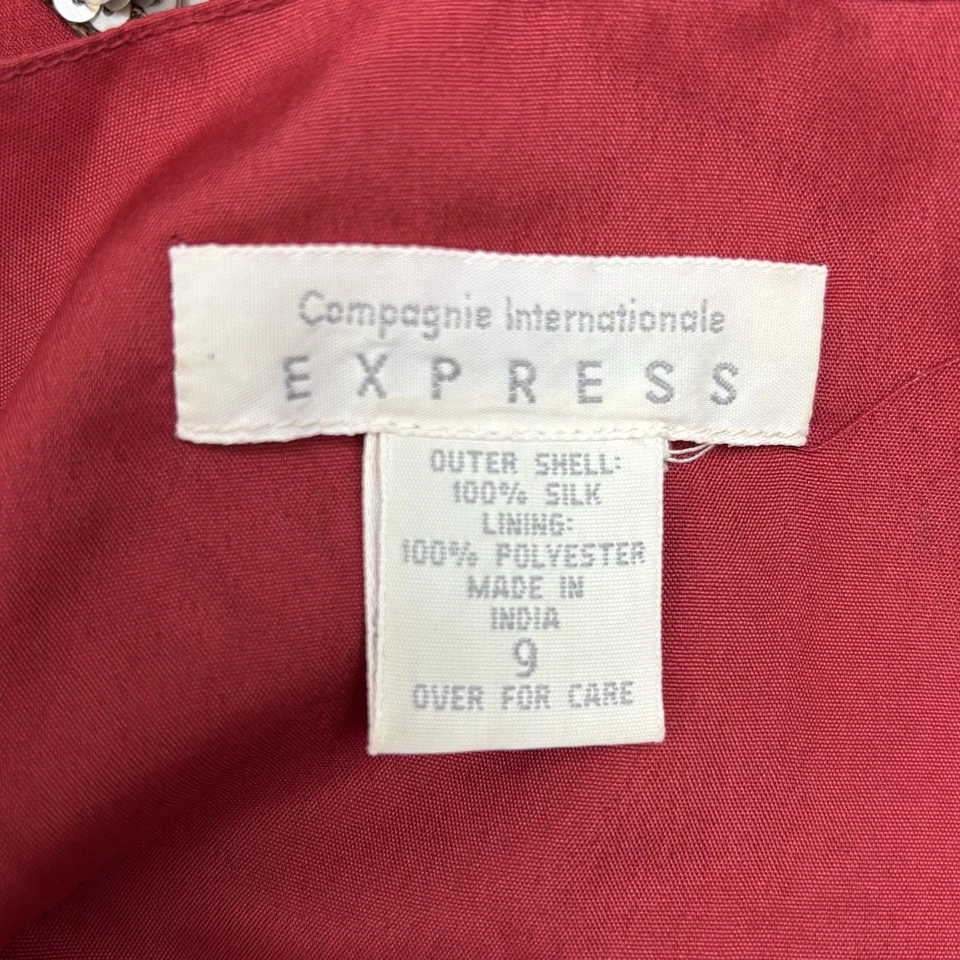 Compagnie Internationale
EXPRESS
OUTER SHELL:
100% SILK
LINING:
100% POLYESTER
MADE IN
INDIA
9
OVER FOR CARE